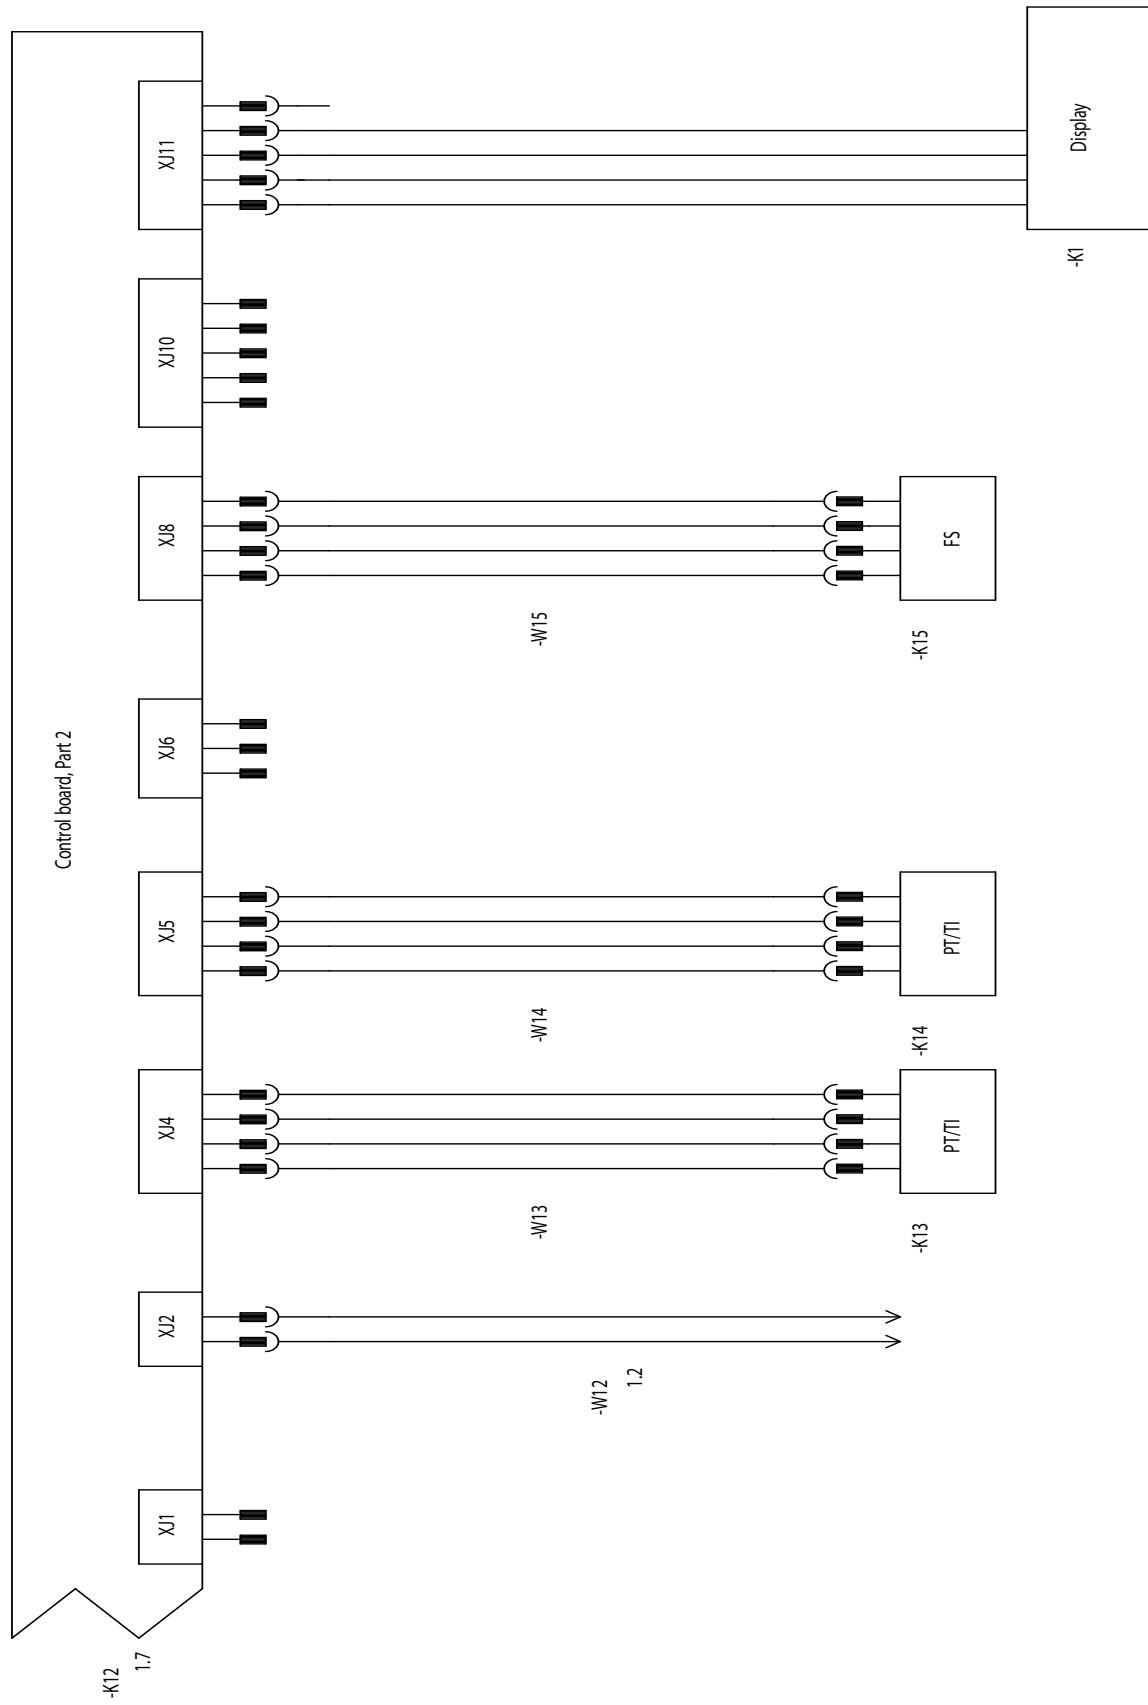 Control board, Part 2
-K12
1.7
XJ1
XJ2
XJ4
XJ5
XJ6
XJ8
XJ10
XJ11
-W13
-W14
-W15
-W12
1.2
-K13
PT/TI
-K14
PT/TI
-K15
FS
-K1
Display